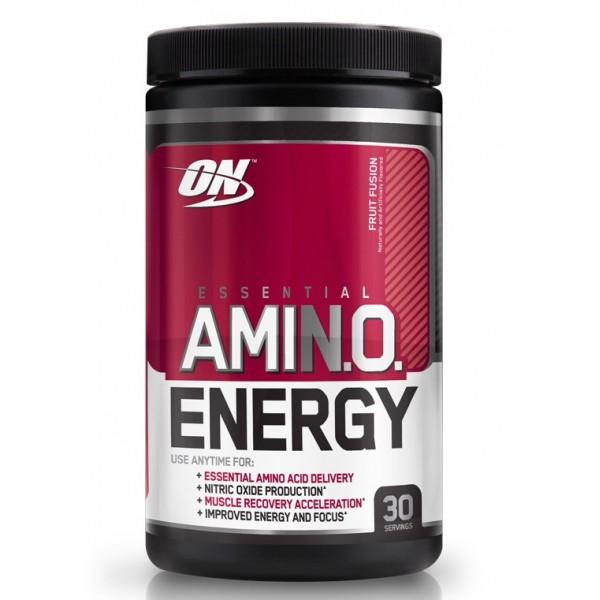 ON™
FRUIT FUSION
Naturally and Artificially Flavored
ESSENTIAL
AMIN.O.
ENERGY
USE ANYTIME FOR:
+ ESSENTIAL AMINO ACID DELIVERY
+ NITRIC OXIDE PRODUCTION*
+ MUSCLE RECOVERY ACCELERATION*
+ IMPROVED ENERGY AND FOCUS*
30
SERVINGS